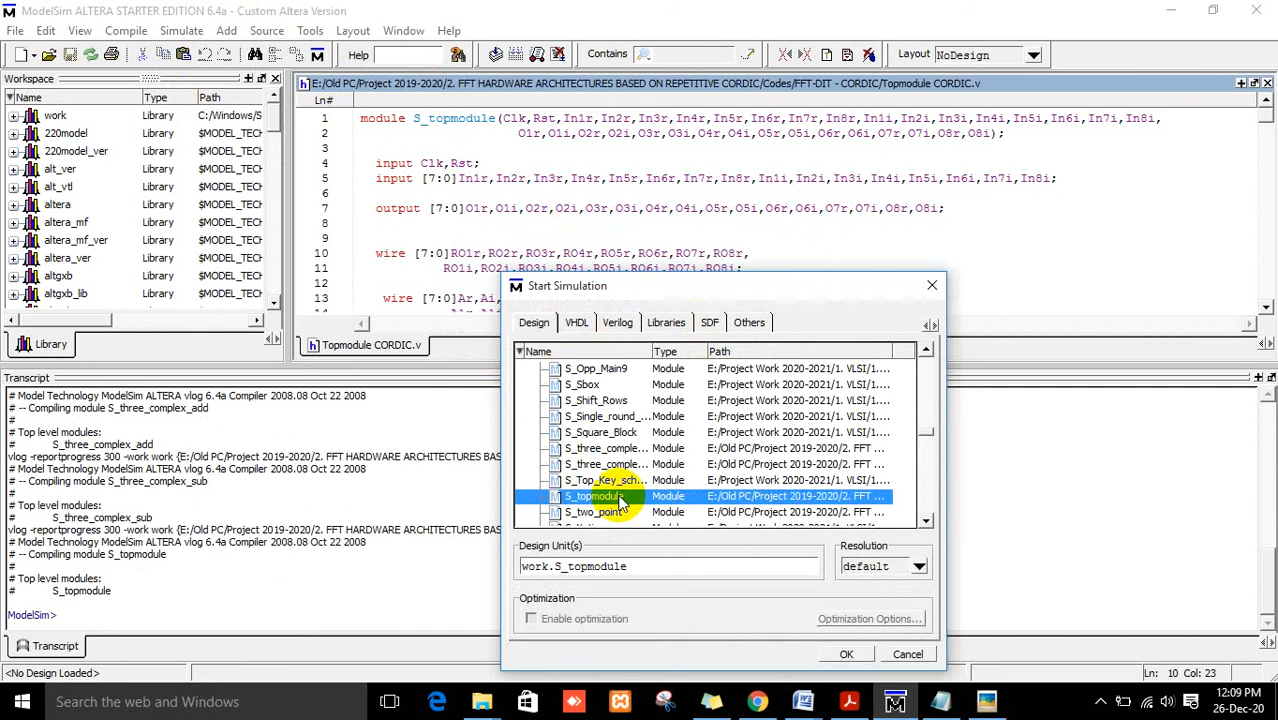 ModelSim ALTERA STARTER EDITION 6.4a - Custom Altera Version
File Edit View Compile Simulate Add Source Tools Layout Window Help
Help
Contains
Layout NoDesign
Workspace
Name Type Path
work Library C:/Windows/S
220model Library $MODEL_TECH
220model_ver Library $MODEL_TECH
alt_ver Library $MODEL_TECH
alt_vtl Library $MODEL_TECH
altera Library $MODEL_TECH
altera_mf Library $MODEL_TECH
altera_mf_ver Library $MODEL_TECH
altera_ver Library $MODEL_TECH
altgxb Library $MODEL_TECH
altgxb_lib Library $MODEL_TECH
Library
E:/Old PC/Project 2019-2020/2. FFT HARDWARE ARCHITECTURES BASED ON REPETITIVE CORDIC/Codes/FFT-DIT - CORDIC/Topmodule CORDIC.v
Ln#
1 module S_topmodule(Clk,Rst,In1r,In2r,In3r,In4r,In5r,In6r,In7r,In8r,In1i,In2i,In3i,In4i,In5i,In6i,In7i,In8i,
2 O1r,O1i,O2r,O2i,O3r,O3i,O4r,O4i,O5r,O5i,O6r,O6i,O7r,O7i,O8r,O8i);
3
4 input Clk,Rst;
5 input [7:0]In1r,In2r,In3r,In4r,In5r,In6r,In7r,In8r,In1i,In2i,In3i,In4i,In5i,In6i,In7i,In8i;
6
7 output [7:0]O1r,O1i,O2r,O2i,O3r,O3i,O4r,O4i,O5r,O5i,O6r,O6i,O7r,O7i,O8r,O8i;
8
9
10 wire [7:0]RO1r,RO2r,RO3r,RO4r,RO5r,RO6r,RO7r,RO8r,
11 RO1i,RO2i,RO3i,RO4i,RO5i,RO6i,RO7i,RO8i;
12
13 wire [7:0]Ar,Ai,
Topmodule CORDIC.v
Transcript
# Model Technology ModelSim ALTERA vlog 6.4a Compiler 2008.08 Oct 22 2008
# -- Compiling module S_three_complex_add
#
# Top level modules:
# S_three_complex_add
vlog -reportprogress 300 -work work {E:/Old PC/Project 2019-2020/2. FFT HARDWARE ARCHITECTURES BAS
# Model Technology ModelSim ALTERA vlog 6.4a Compiler 2008.08 Oct 22 2008
# -- Compiling module S_three_complex_sub
#
# Top level modules:
# S_three_complex_sub
vlog -reportprogress 300 -work work {E:/Old PC/Project 2019-2020/2. FFT HARDWARE ARCHITECTURES BAS
# Model Technology ModelSim ALTERA vlog 6.4a Compiler 2008.08 Oct 22 2008
# -- Compiling module S_topmodule
#
# Top level modules:
# S_topmodule
ModelSim>
Transcript
<No Design Loaded>
Ln: 10 Col: 23
Start Simulation
Design VHDL Verilog Libraries SDF Others
Name Type Path
S_Opp_Main9 Module E:/Project Work 2020-2021/1. VLSI/1....
S_Sbox Module E:/Project Work 2020-2021/1. VLSI/1....
S_Shift_Rows Module E:/Project Work 2020-2021/1. VLSI/1....
S_Single_round_... Module E:/Project Work 2020-2021/1. VLSI/1....
S_Square_Block Module E:/Project Work 2020-2021/1. VLSI/1....
S_three_comple... Module E:/Old PC/Project 2019-2020/2. FFT ...
S_three_comple... Module E:/Old PC/Project 2019-2020/2. FFT ...
S_Top_Key_sch... Module E:/Project Work 2020-2021/1. VLSI/1....
S_topmodule Module E:/Old PC/Project 2019-2020/2. FFT ...
S_two_point Module E:/Old PC/Project 2019-2020/2. FFT ...
Design Unit(s)
work.S_topmodule
Resolution
default
Optimization
Enable optimization
Optimization Options...
OK Cancel
Search the web and Windows
12:09 PM
26-Dec-20